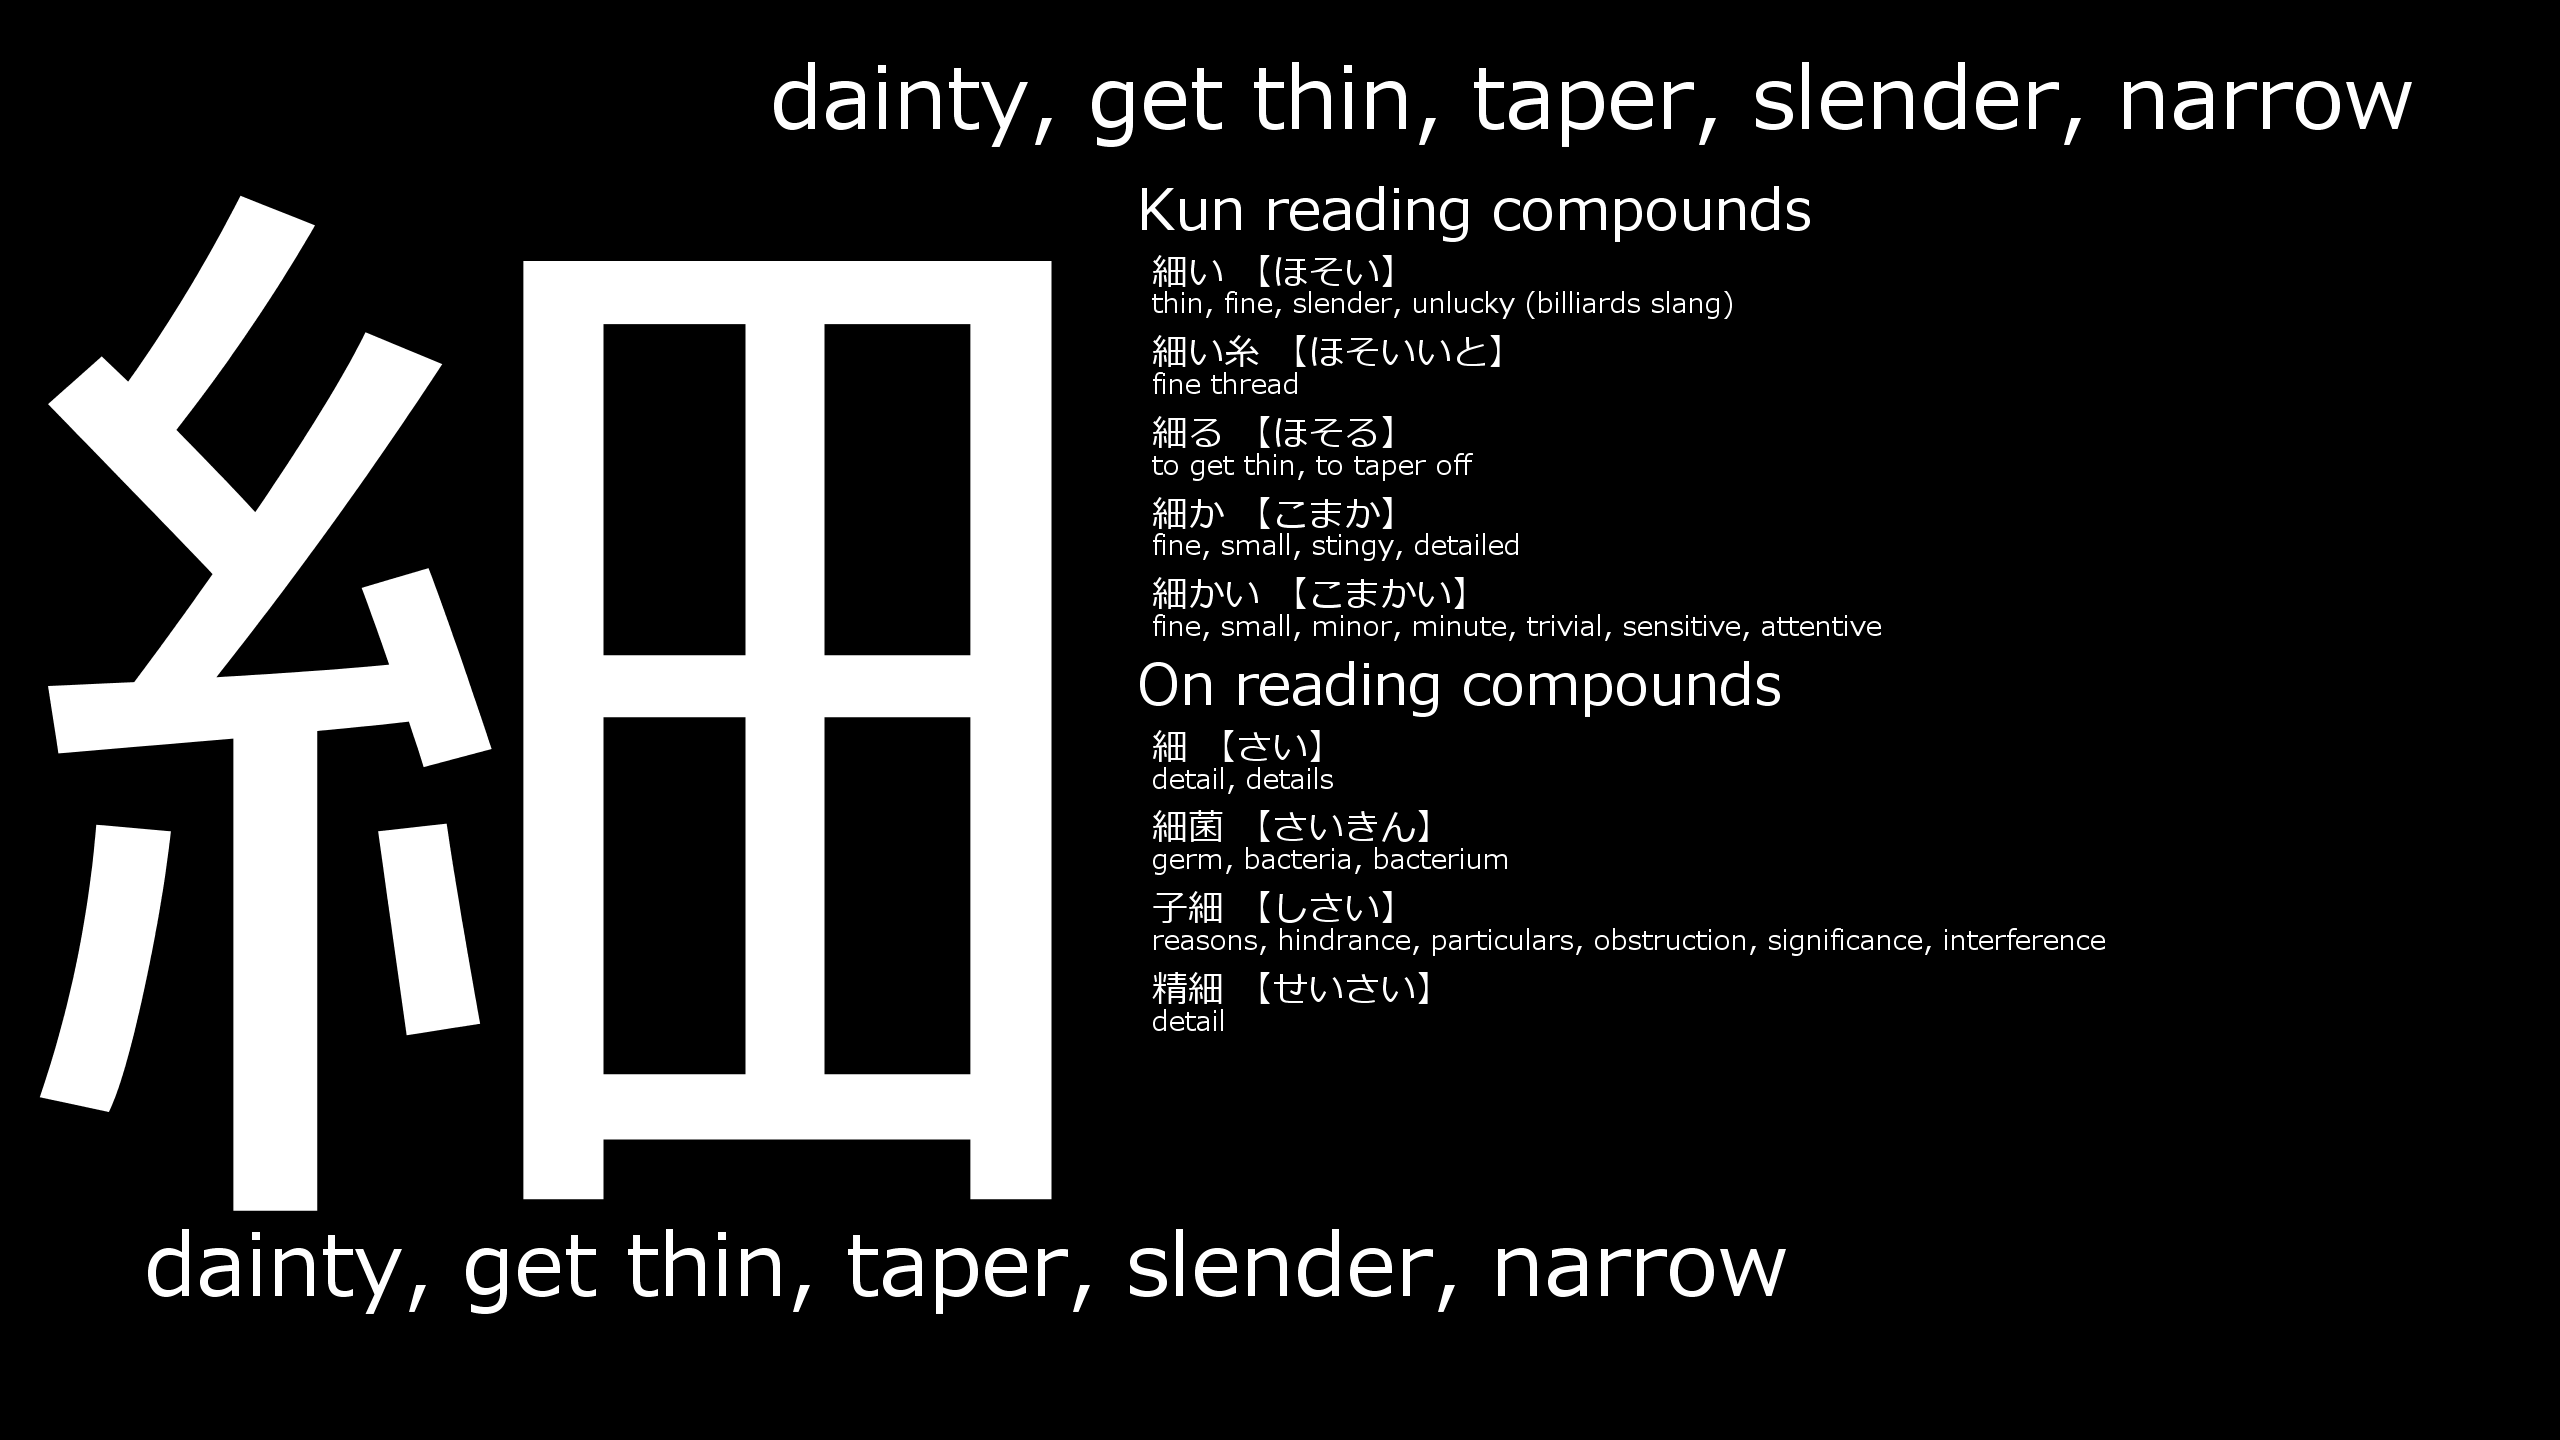 dainty, get thin, taper, slender, narrow
細
Kun reading compounds
細い 【ほそい】
thin, fine, slender, unlucky (billiards slang)
細い糸 【ほそいいと】
fine thread
細る 【ほそる】
to get thin, to taper off
細か 【こまか】
fine, small, stingy, detailed
細かい 【こまかい】
fine, small, minor, minute, trivial, sensitive, attentive
On reading compounds
細 【さい】
detail, details
細菌 【さいきん】
germ, bacteria, bacterium
子細 【しさい】
reasons, hindrance, particulars, obstruction, significance, interference
精細 【せいさい】
detail
dainty, get thin, taper, slender, narrow